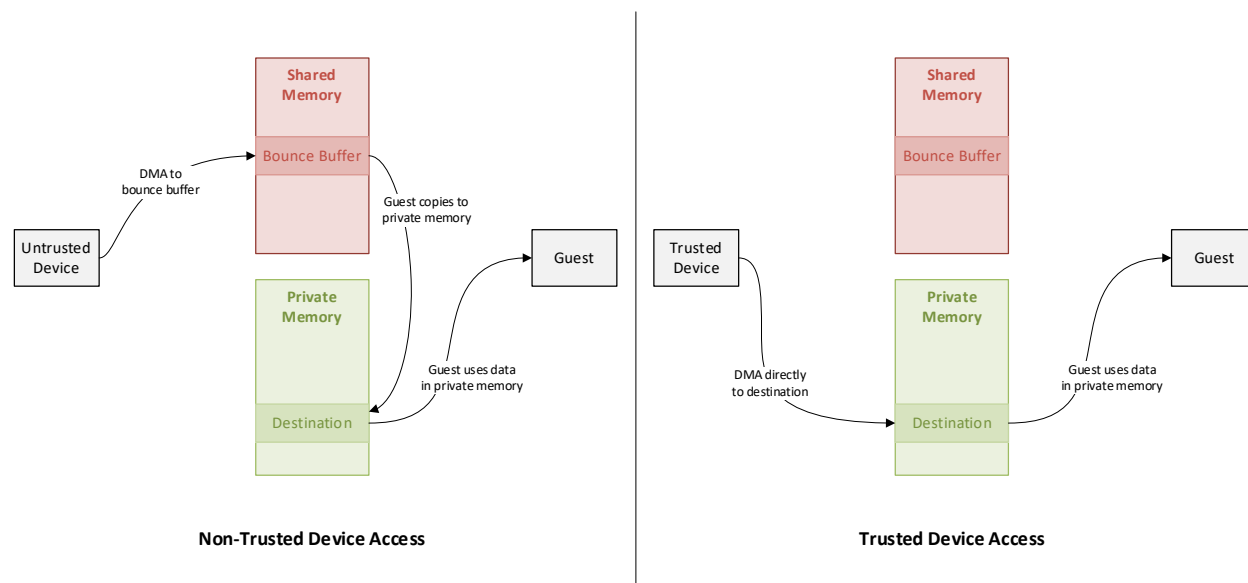 Shared
Memory
Bounce Buffer
DMA to
bounce buffer
Guest copies to
private memory
Untrusted
Device
Guest
Private
Memory
Guest uses data
in private memory
Destination
Non-Trusted Device Access
Shared
Memory
Bounce Buffer
Trusted
Device
Guest
Private
Memory
DMA directly
to destination
Guest uses data
in private memory
Destination
Trusted Device Access